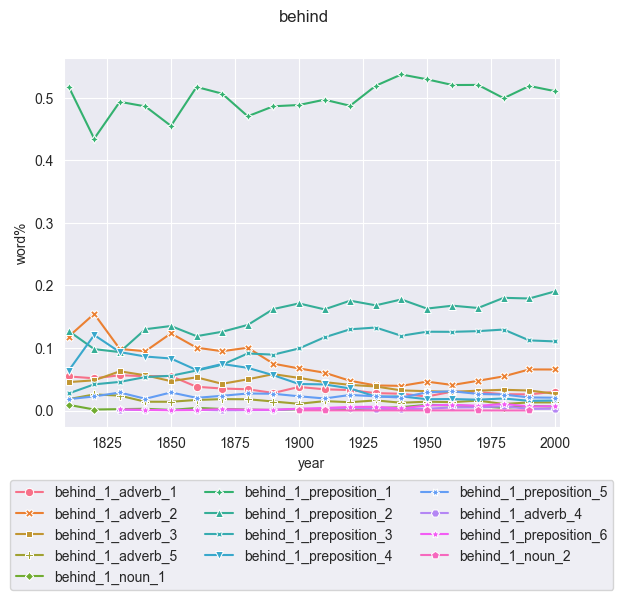 behind
0.5
0.4
0.3
0.2
0.1
0.0
word%
1825 1850 1875 1900 1925 1950 1975 2000
year
behind_1_adverb_1 behind_1_preposition_1 behind_1_preposition_5
behind_1_adverb_2 behind_1_preposition_2 behind_1_adverb_4
behind_1_adverb_3 behind_1_preposition_3 behind_1_preposition_6
behind_1_adverb_5 behind_1_preposition_4 behind_1_noun_2
behind_1_noun_1